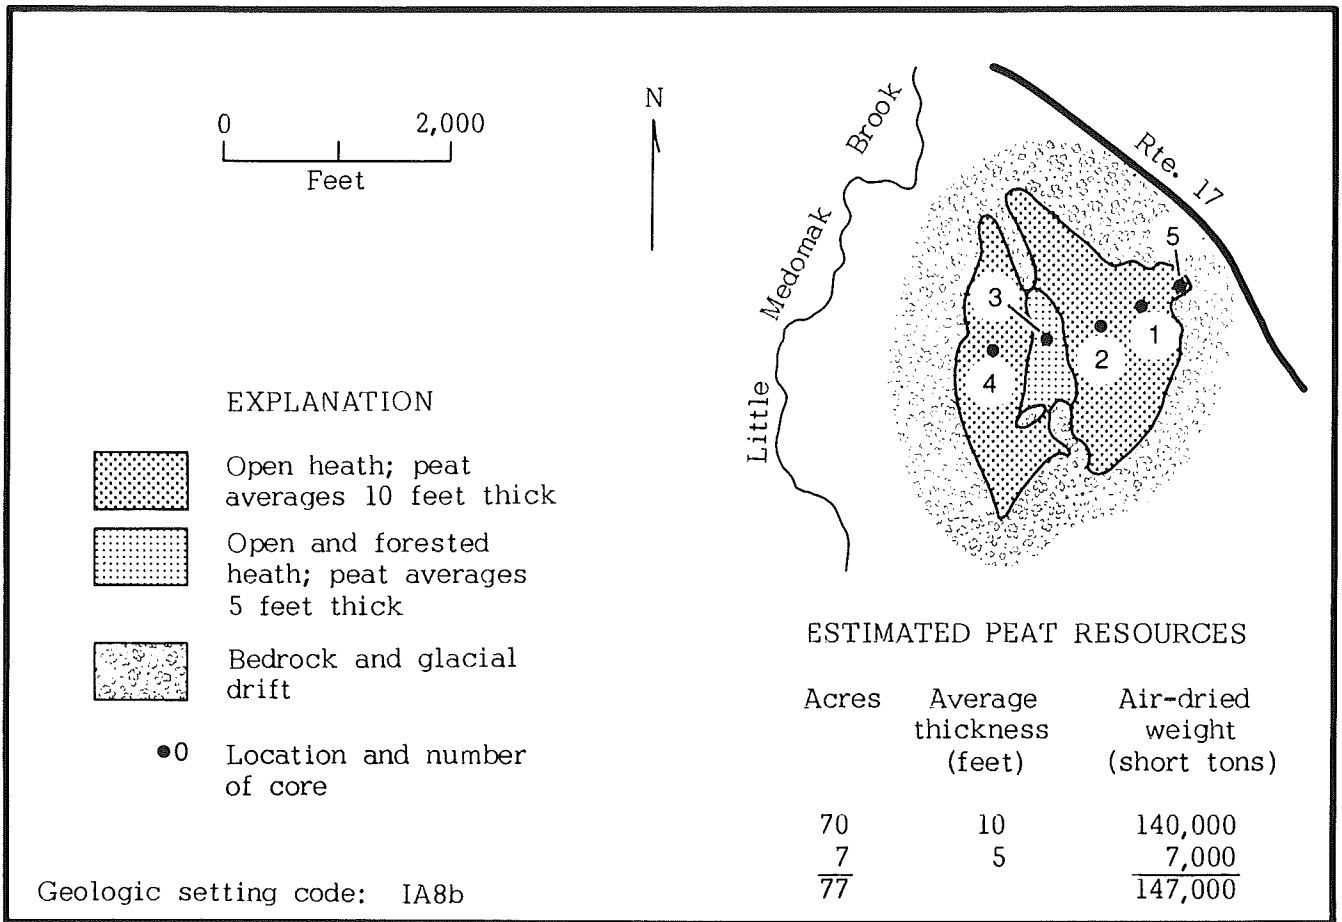 0 2,000
Feet
N
Little Medomak Brook
Rte. 17
5
3
1
2
4
EXPLANATION
Open heath; peat
averages 10 feet thick
Open and forested
heath; peat averages
5 feet thick
Bedrock and glacial
drift
0 Location and number
of core
Geologic setting code: IA8b
ESTIMATED PEAT RESOURCES
Acres Average Air-dried
thickness weight
(feet) (short tons)
70 10 140,000
7 5 7,000
77 147,000